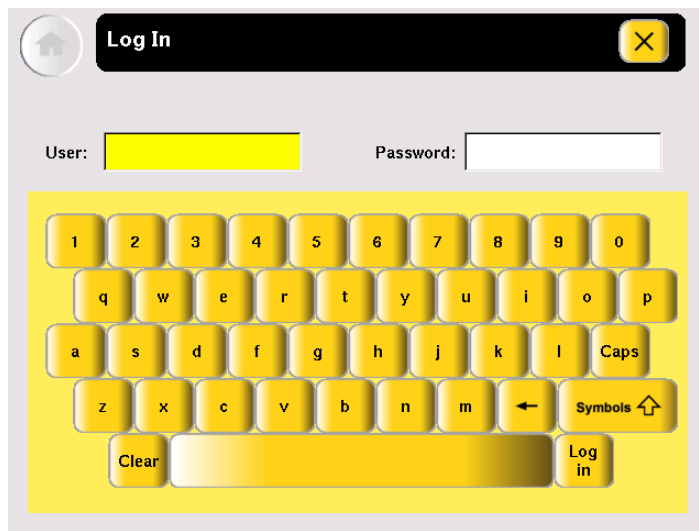 Log In
User:
Password:
1 2 3 4 5 6 7 8 9 0
q w e r t y u i o p
a s d f g h j k l Caps
z x c v b n m ← Symbols
Clear
Log
in